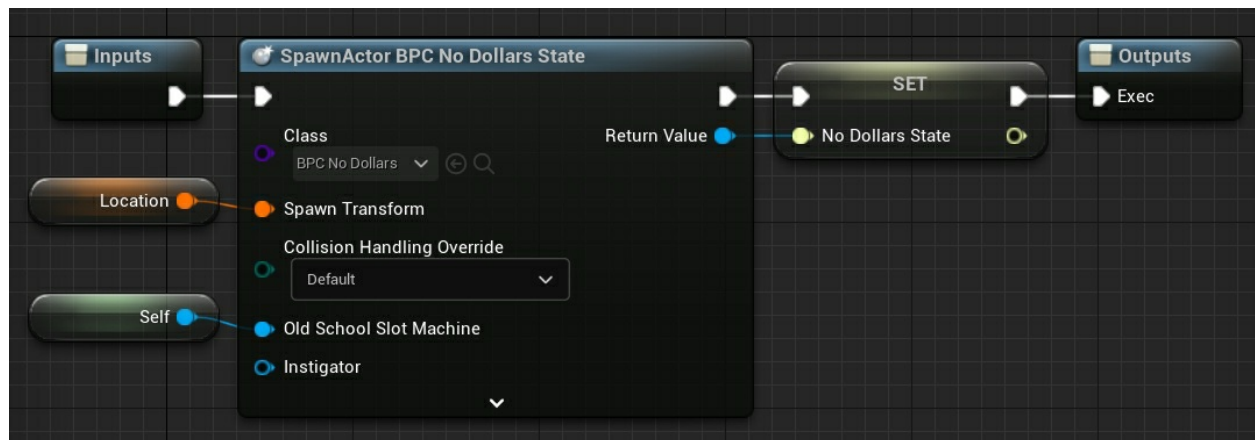 Inputs
SpawnActor BPC No Dollars State
SET
Outputs
Exec
Class
BPC No Dollars
Return Value
No Dollars State
Location
Spawn Transform
Collision Handling Override
Default
Self
Old School Slot Machine
Instigator